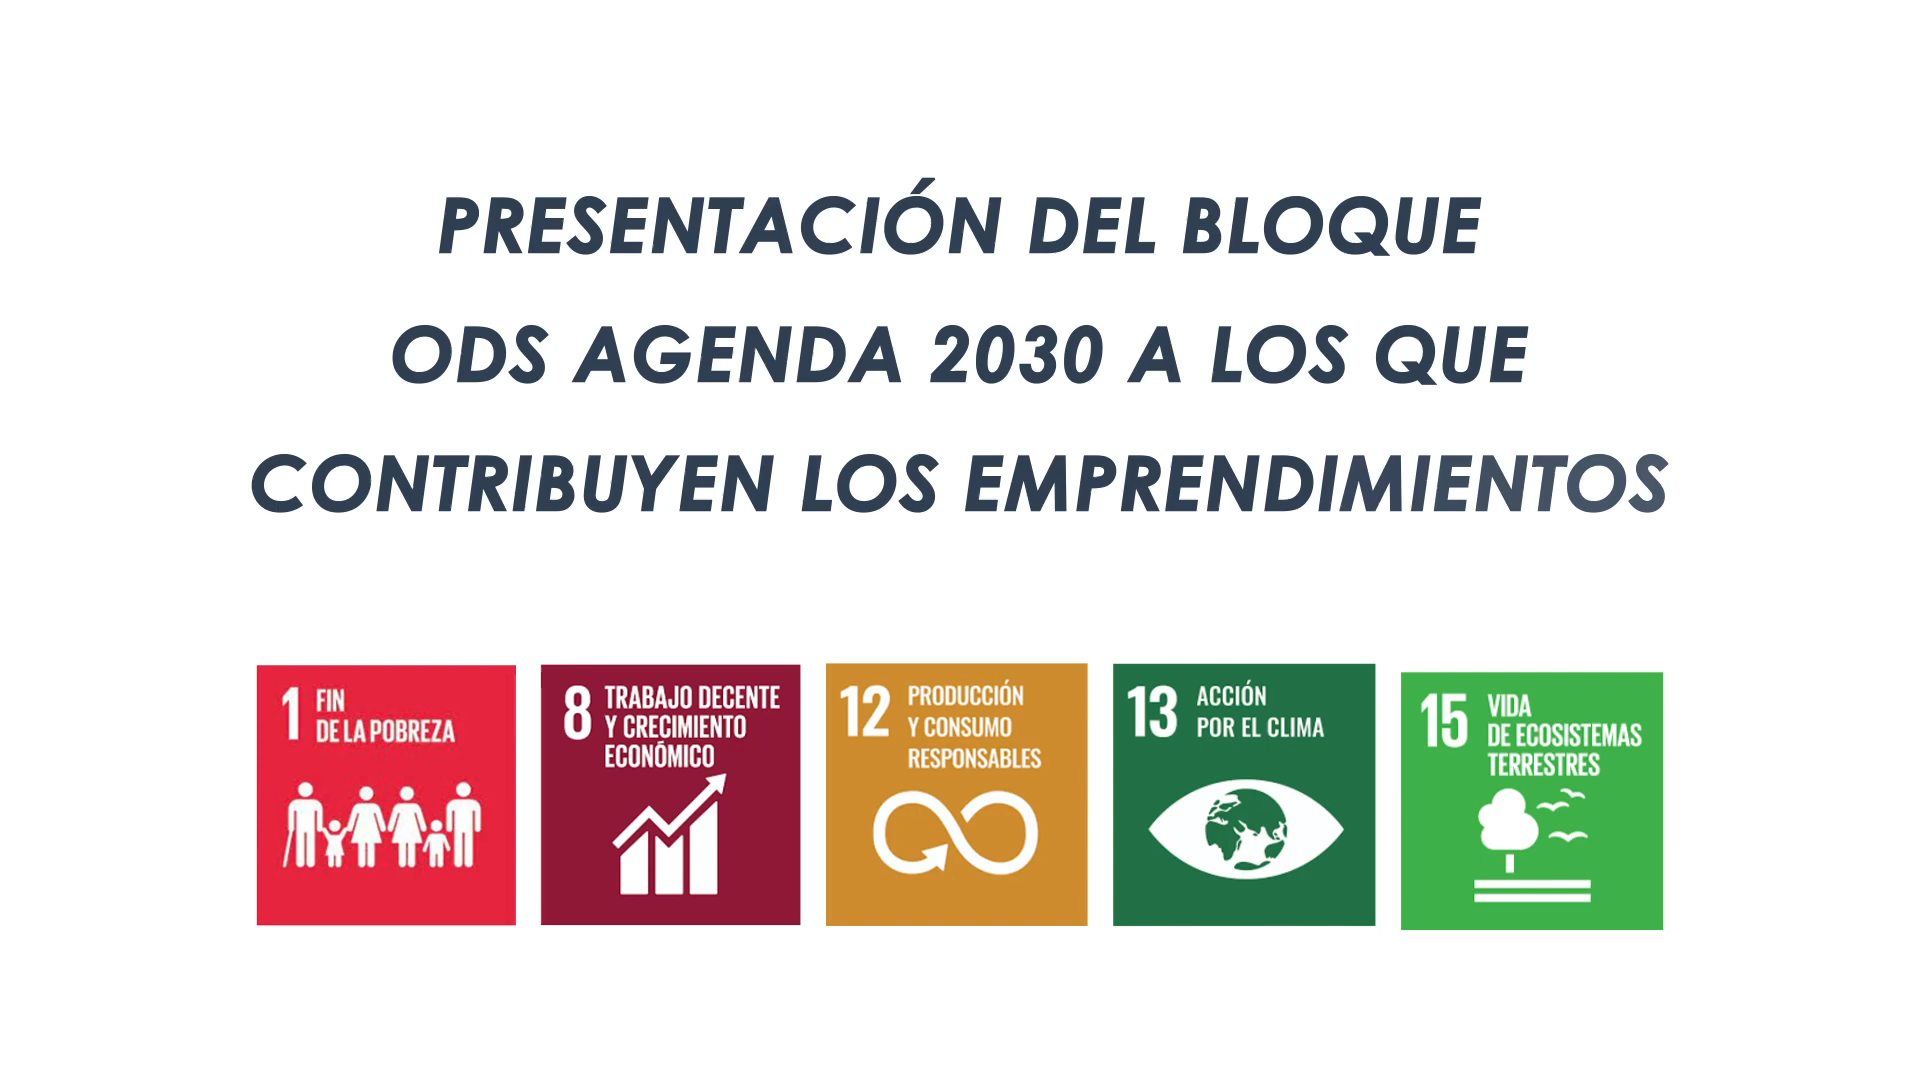 PRESENTACIÓN DEL BLOQUE
ODS AGENDA 2030 A LOS QUE
CONTRIBUYEN LOS EMPRENDIMIENTOS
1 FIN
DE LA POBREZA
8 TRABAJO DECENTE
Y CRECIMIENTO
ECONÓMICO
12 PRODUCCIÓN
Y CONSUMO
RESPONSABLES
13 ACCIÓN
POR EL CLIMA
15 VIDA
DE ECOSISTEMAS
TERRESTRES